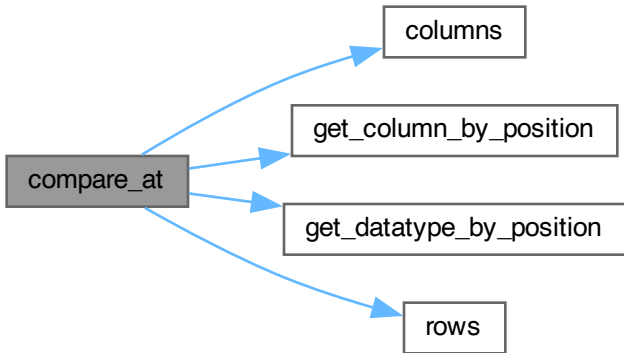 columns
get_column_by_position
compare_at
get_datatype_by_position
rows